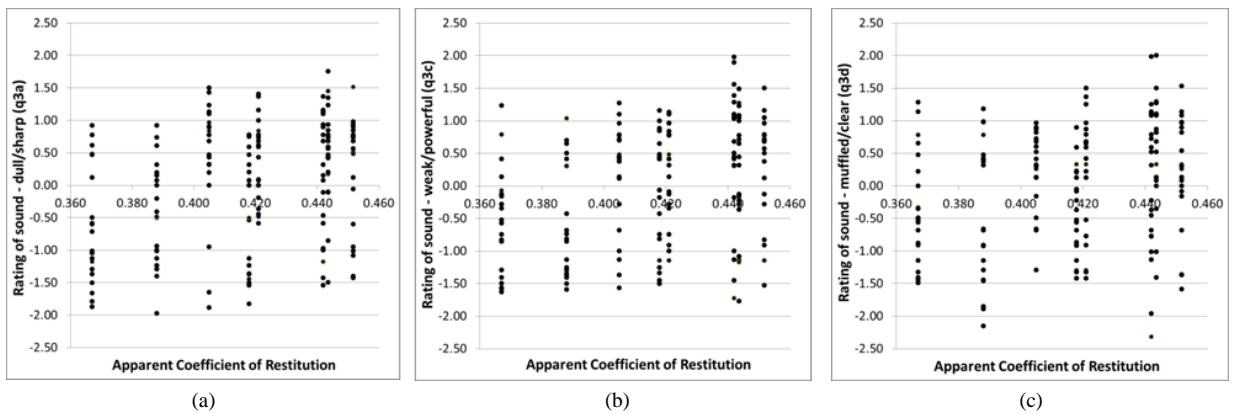 2.50
2.00
1.50
1.00
0.50
0.00
-0.50
-1.00
-1.50
-2.00
-2.50
0.360 0.380 0.400 0.420 0.440 0.460
Rating of sound - dull/sharp (q3a)
Apparent Coefficient of Restitution
(a)
2.50
2.00
1.50
1.00
0.50
0.00
-0.50
-1.00
-1.50
-2.00
-2.50
0.360 0.380 0.400 0.420 0.440 0.460
Rating of sound - weak/powerful (q3c)
Apparent Coefficient of Restitution
(b)
2.50
2.00
1.50
1.00
0.50
0.00
-0.50
-1.00
-1.50
-2.00
-2.50
0.360 0.380 0.400 0.420 0.440 0.460
Rating of sound - muffled/clear (q3d)
Apparent Coefficient of Restitution
(c)